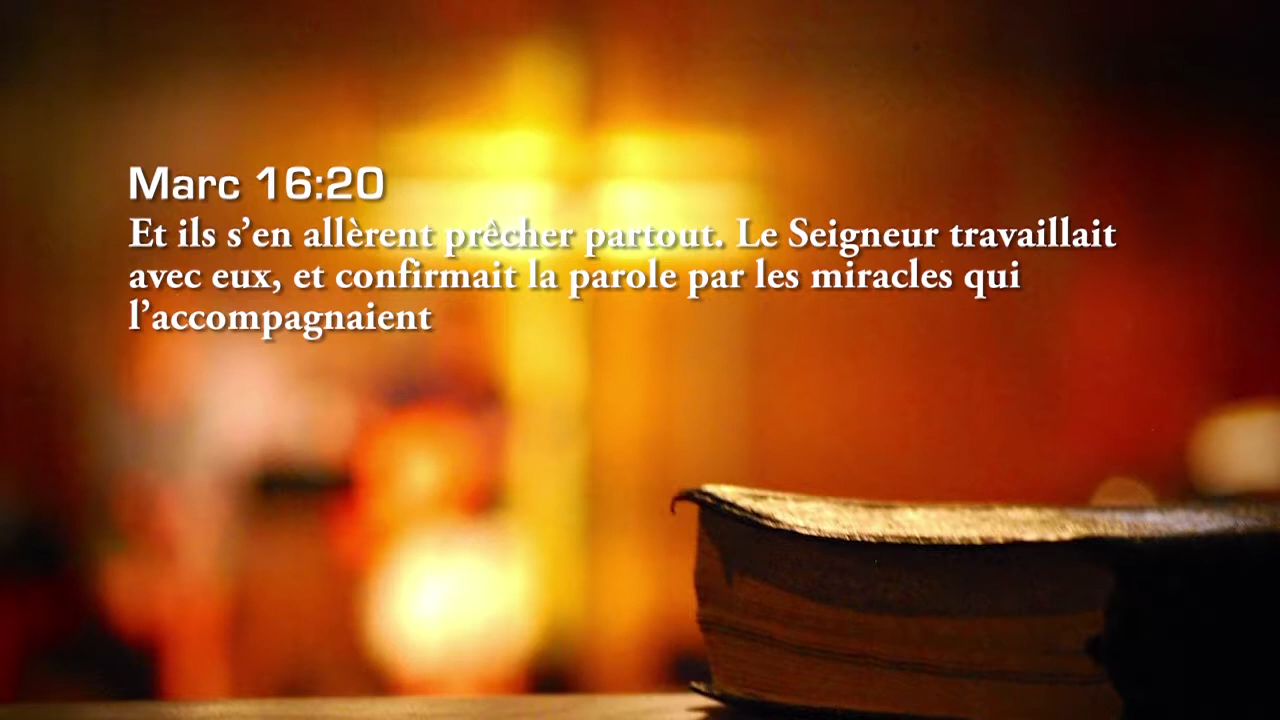 Marc 16:20
Et ils s’en allèrent prêcher partout. Le Seigneur travaillait
avec eux, et confirmait la parole par les miracles qui
l’accompagnaient